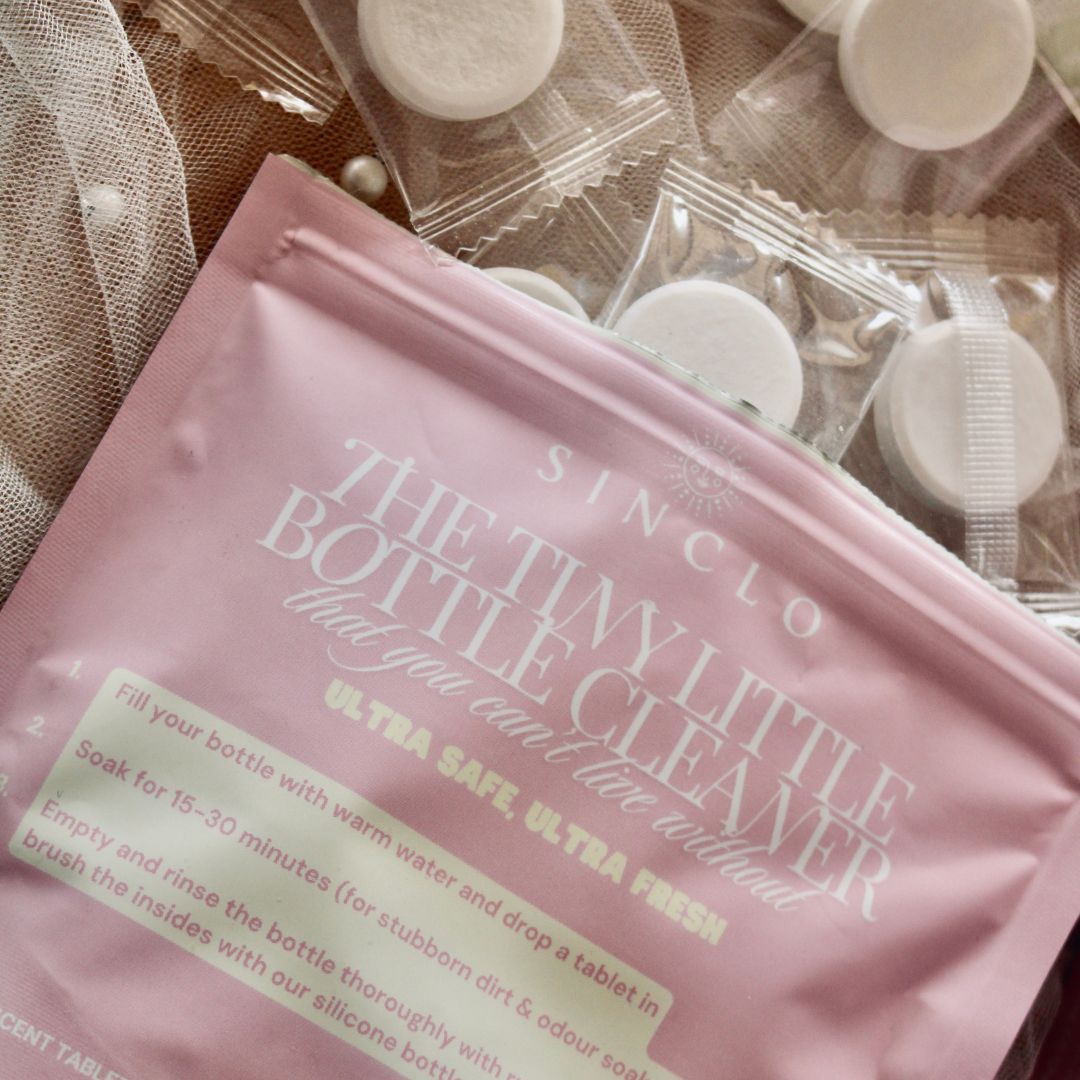 SINCLO
THE TINY LITTLE
BOTTLE CLEANER
that you can't live without
ULTRA SAFE, ULTRA FRESH
1. Fill your bottle with warm water and drop a tablet in
2. Soak for 15-30 minutes (for stubborn dirt & odour soak
3. Empty and rinse the bottle thoroughly with
brush the insides with our silicone bottle